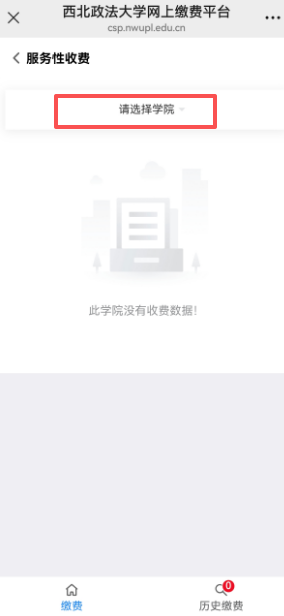 西北政法大学网上缴费平台
csp.nwupl.edu.cn
服务性收费
请选择学院
此学院没有收费数据！
0
缴费
历史缴费